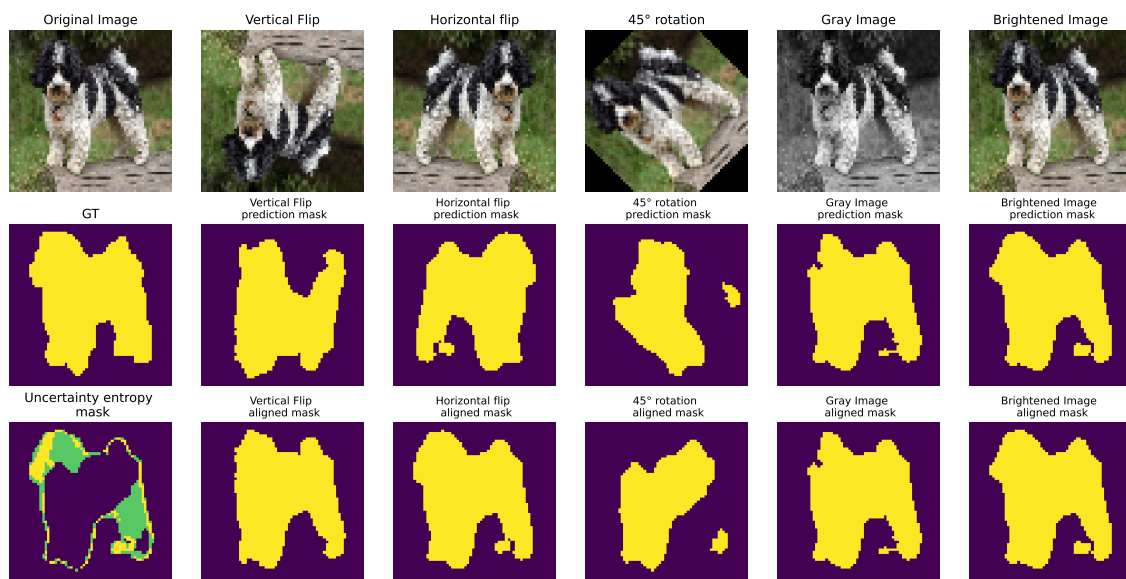 Original Image
Vertical Flip
Horizontal flip
45° rotation
Gray Image
Brightened Image
GT
Vertical Flip
prediction mask
Horizontal flip
prediction mask
45° rotation
prediction mask
Gray Image
prediction mask
Brightened Image
prediction mask
Uncertainty entropy
mask
Vertical Flip
aligned mask
Horizontal flip
aligned mask
45° rotation
aligned mask
Gray Image
aligned mask
Brightened Image
aligned mask